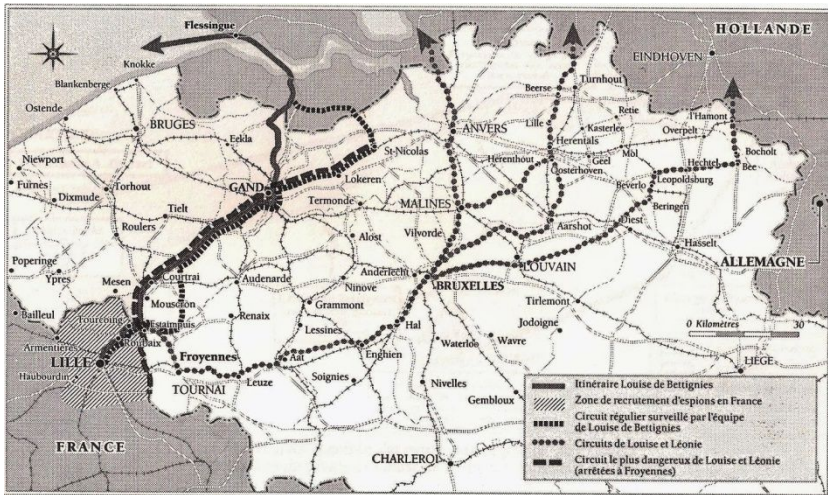 Flessingue
HOLLANDE
EINDHOVEN
Knokke
Blankenberge
Ostende
BRUGES
Eekla
Turnhout
Beerse
Retie
l'Hamont
Lille
Kasterlee
Overpelt
ANVERS
Herentals
St-Nicolas
Herenthout
Geel
Mol
Bocholt
Hechtel
Bee
Niewport
GAND
Lokeren
Oosterhoven
Leopoldsburg
Furnes
Torhout
Termonde
MALINES
Beverlo
Dixmude
Tielt
Beringen
Roulers
Alost
Vilvorde
Aarshot
Diest
Hasselt
Poperinge
Ypres
Mesen
Courtrai
Audenarde
Ninove
Anderlecht
BRUXELLES
LOUVAIN
ALLEMAGNE
Bailleul
Mouscron
Grammont
Tirlemont
Tourcoing
Estaimpuis
Renaix
Lessines
Hal
Jodoigne
0 Kilomètres 30
Armentières
Roubaix
Froyennes
Waterloo
Wavre
LILLE
Aat
Enghien
LIÈGE
Haubourdin
TOURNAI
Leuze
Soignies
Nivelles
Gembloux
FRANCE
CHARLEROI
Itinéraire Louise de Bettignies
Zone de recrutement d'espions en France
Circuit régulier surveillé par l'équipe
de Louise de Bettignies
Circuits de Louise et Léonie
Circuit le plus dangereux de Louise et Léonie
(arrêtées à Froyennes)